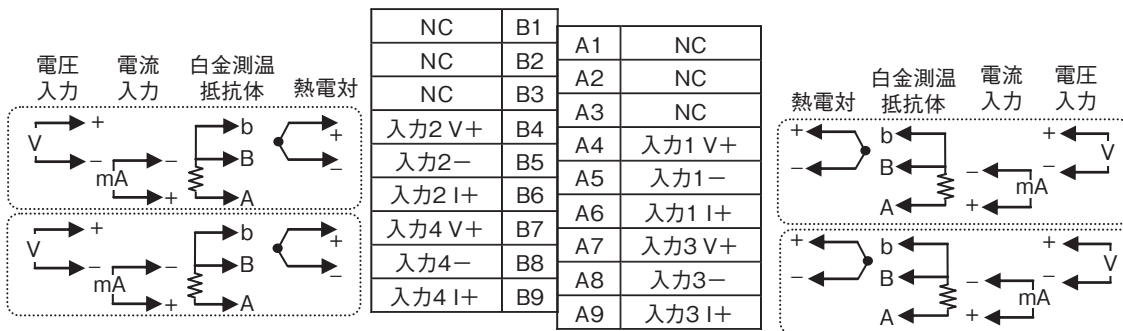 電圧 入力
電流 入力
白金測温 抵抗体
熱電対
V + −
mA − +
b
B
A
+
−
V + −
mA − +
b
B
A
+
−
NC B1
NC B2
NC B3
入力2 V+ B4
入力2− B5
入力2 I+ B6
入力4 V+ B7
入力4− B8
入力4 I+ B9
A1 NC
A2 NC
A3 NC
A4 入力1 V+
A5 入力1−
A6 入力1 I+
A7 入力3 V+
A8 入力3−
A9 入力3 I+
熱電対
白金測温 抵抗体
電流 入力
電圧 入力
+
−
b
B
A
− mA +
+ V −
+
−
b
B
A
− mA +
+ V −